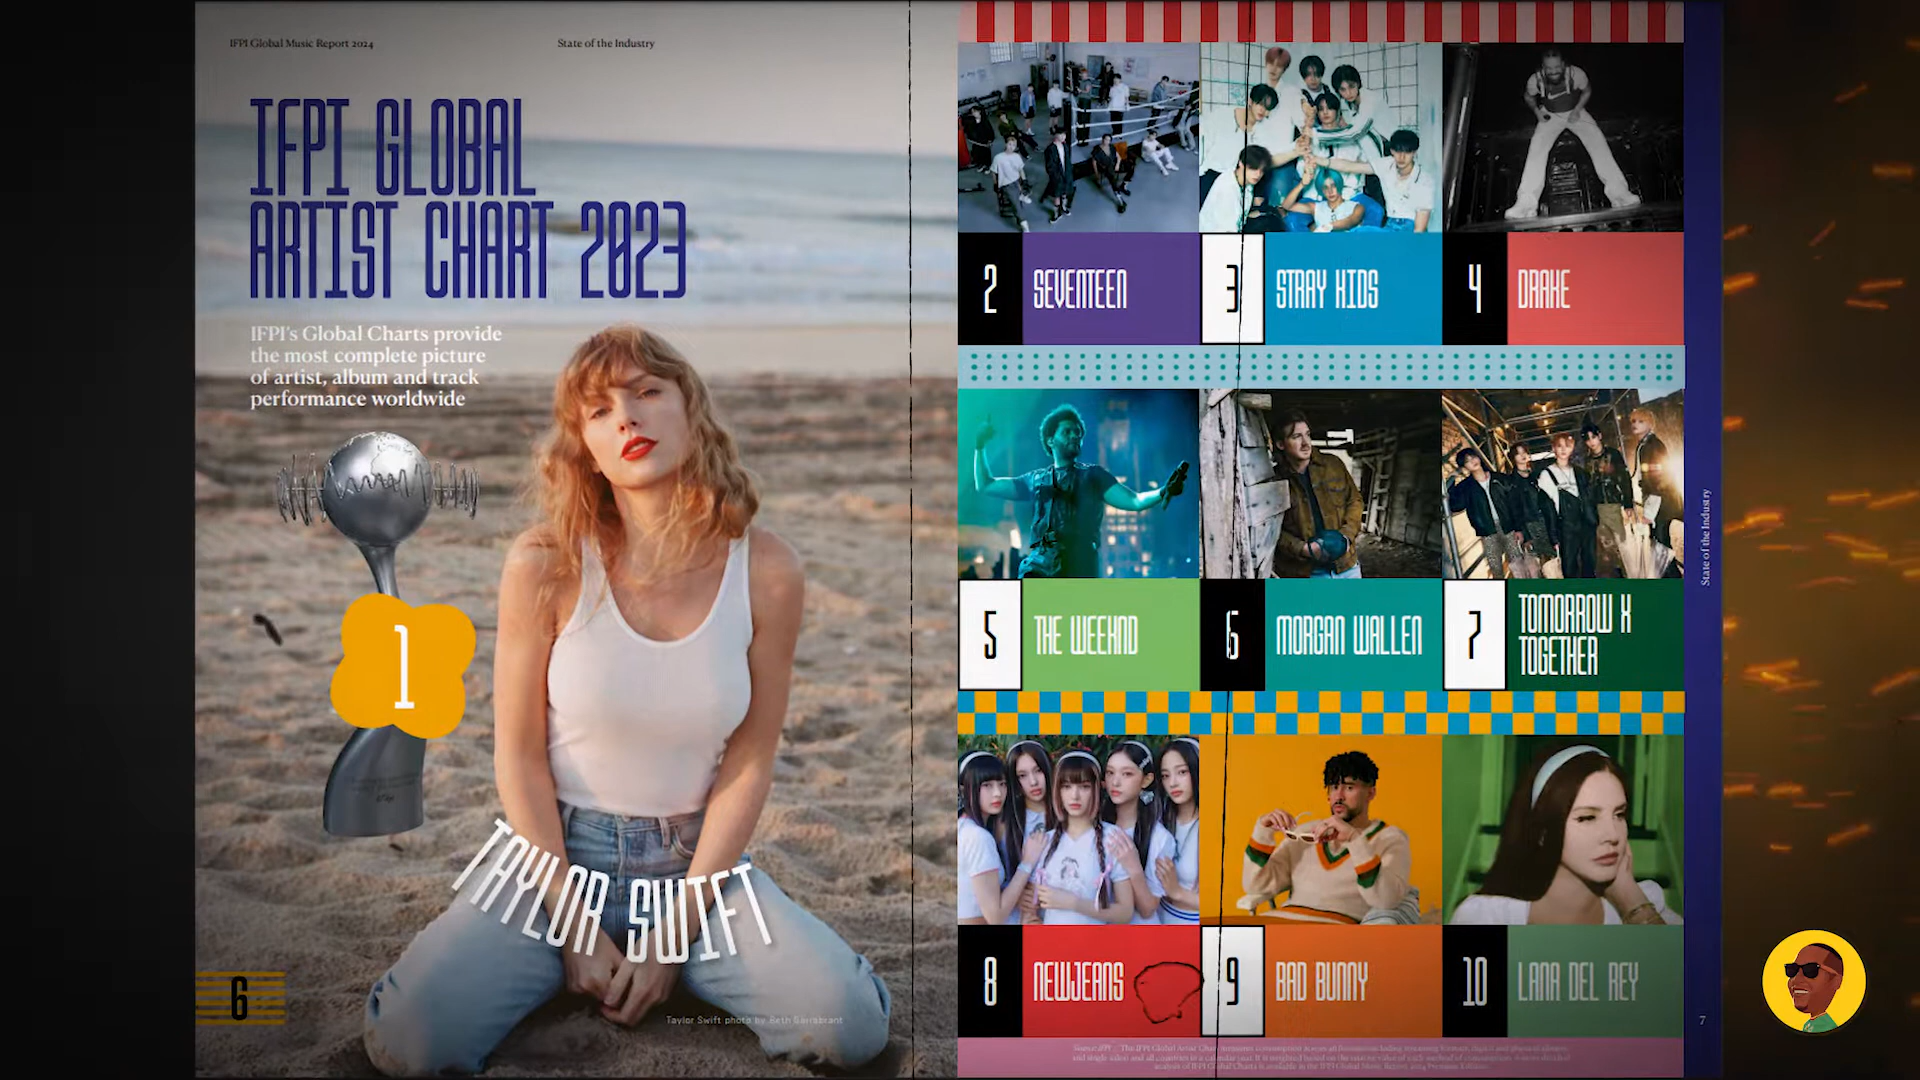 IFPI Global Music Report 2024
State of the Industry
IFPI GLOBAL
ARTIST CHART 2023
IFPI's Global Charts provide
the most complete picture
of artist, album and track
performance worldwide
1
TAYLOR SWIFT
6
Taylor Swift photo by Beth Garrabrant
2 SEVENTEEN
3 STRAY KIDS
4 DRAKE
5 THE WEEKND
6 MORGAN WALLEN
7 TOMORROW X
TOGETHER
8 NEWJEANS
9 BAD BUNNY
10 LANA DEL REY
State of the Industry
7